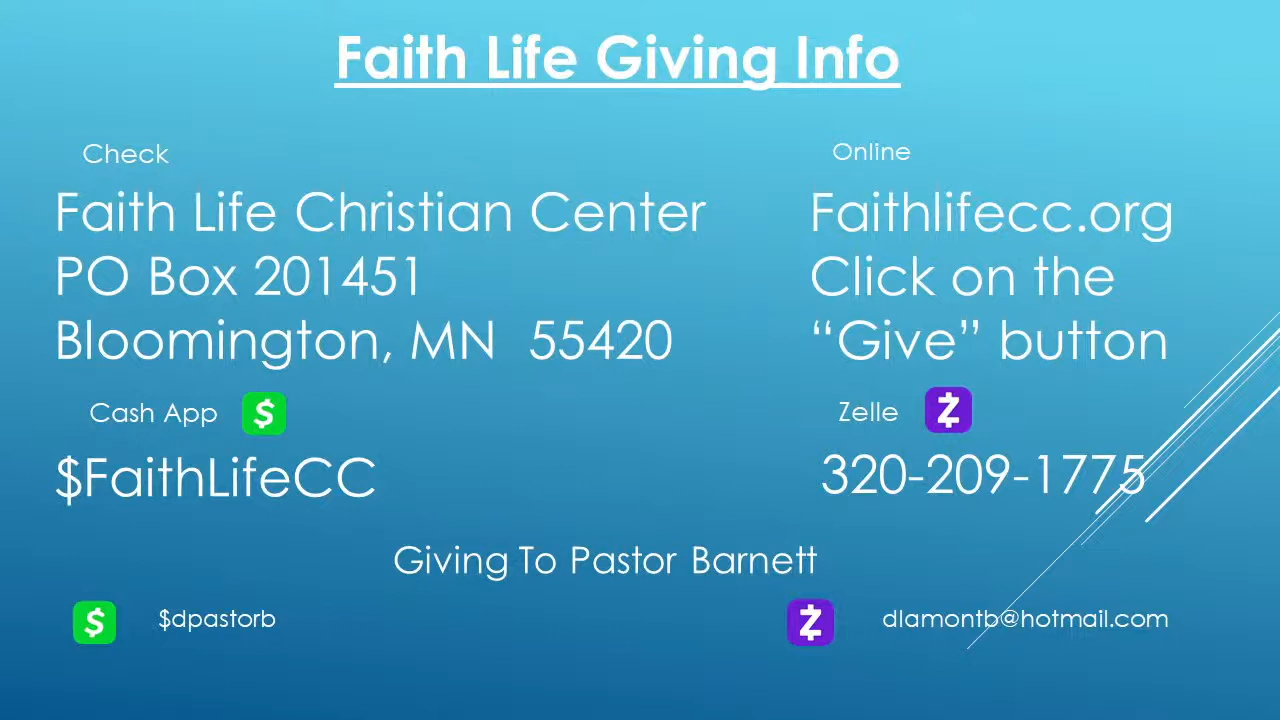 Faith Life Giving Info
Check
Faith Life Christian Center
PO Box 201451
Bloomington, MN  55420
Online
Faithlifecc.org
Click on the
“Give” button
Cash App
$FaithLifeCC
Zelle
320-209-1775
Giving To Pastor Barnett
$dpastorb
dlamontb@hotmail.com